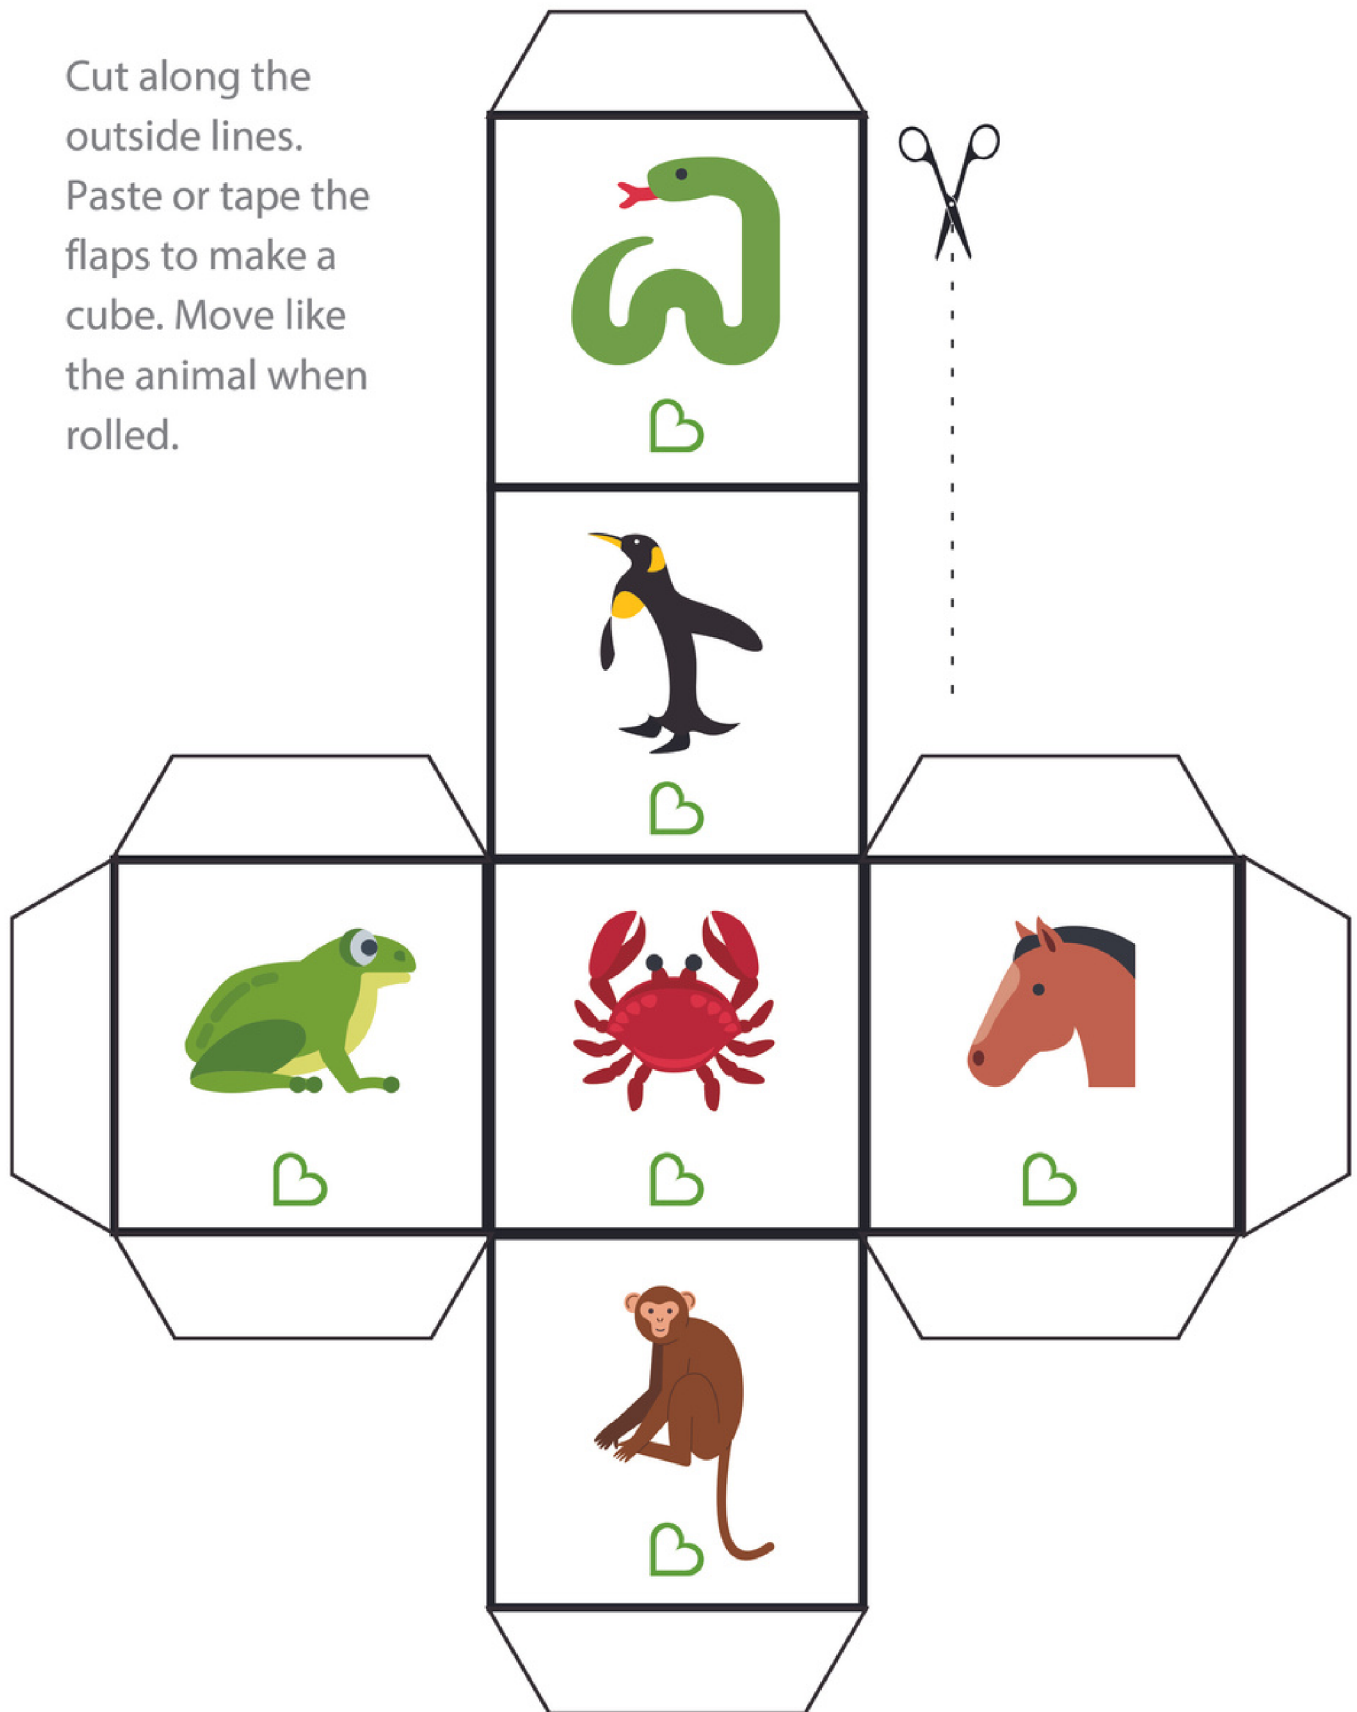 Cut along the
outside lines.
Paste or tape the
flaps to make a
cube. Move like
the animal when
rolled.